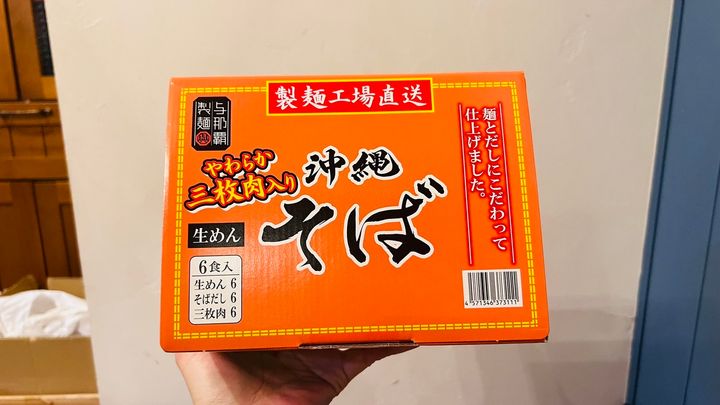 製麺工場直送
与那覇
製麺
やわらか
三枚肉入り
沖縄
そば
麺とだしにこだわって
仕上げました。
生めん
6食入
生めん 6
そばだし 6
三枚肉 6
4571346373111